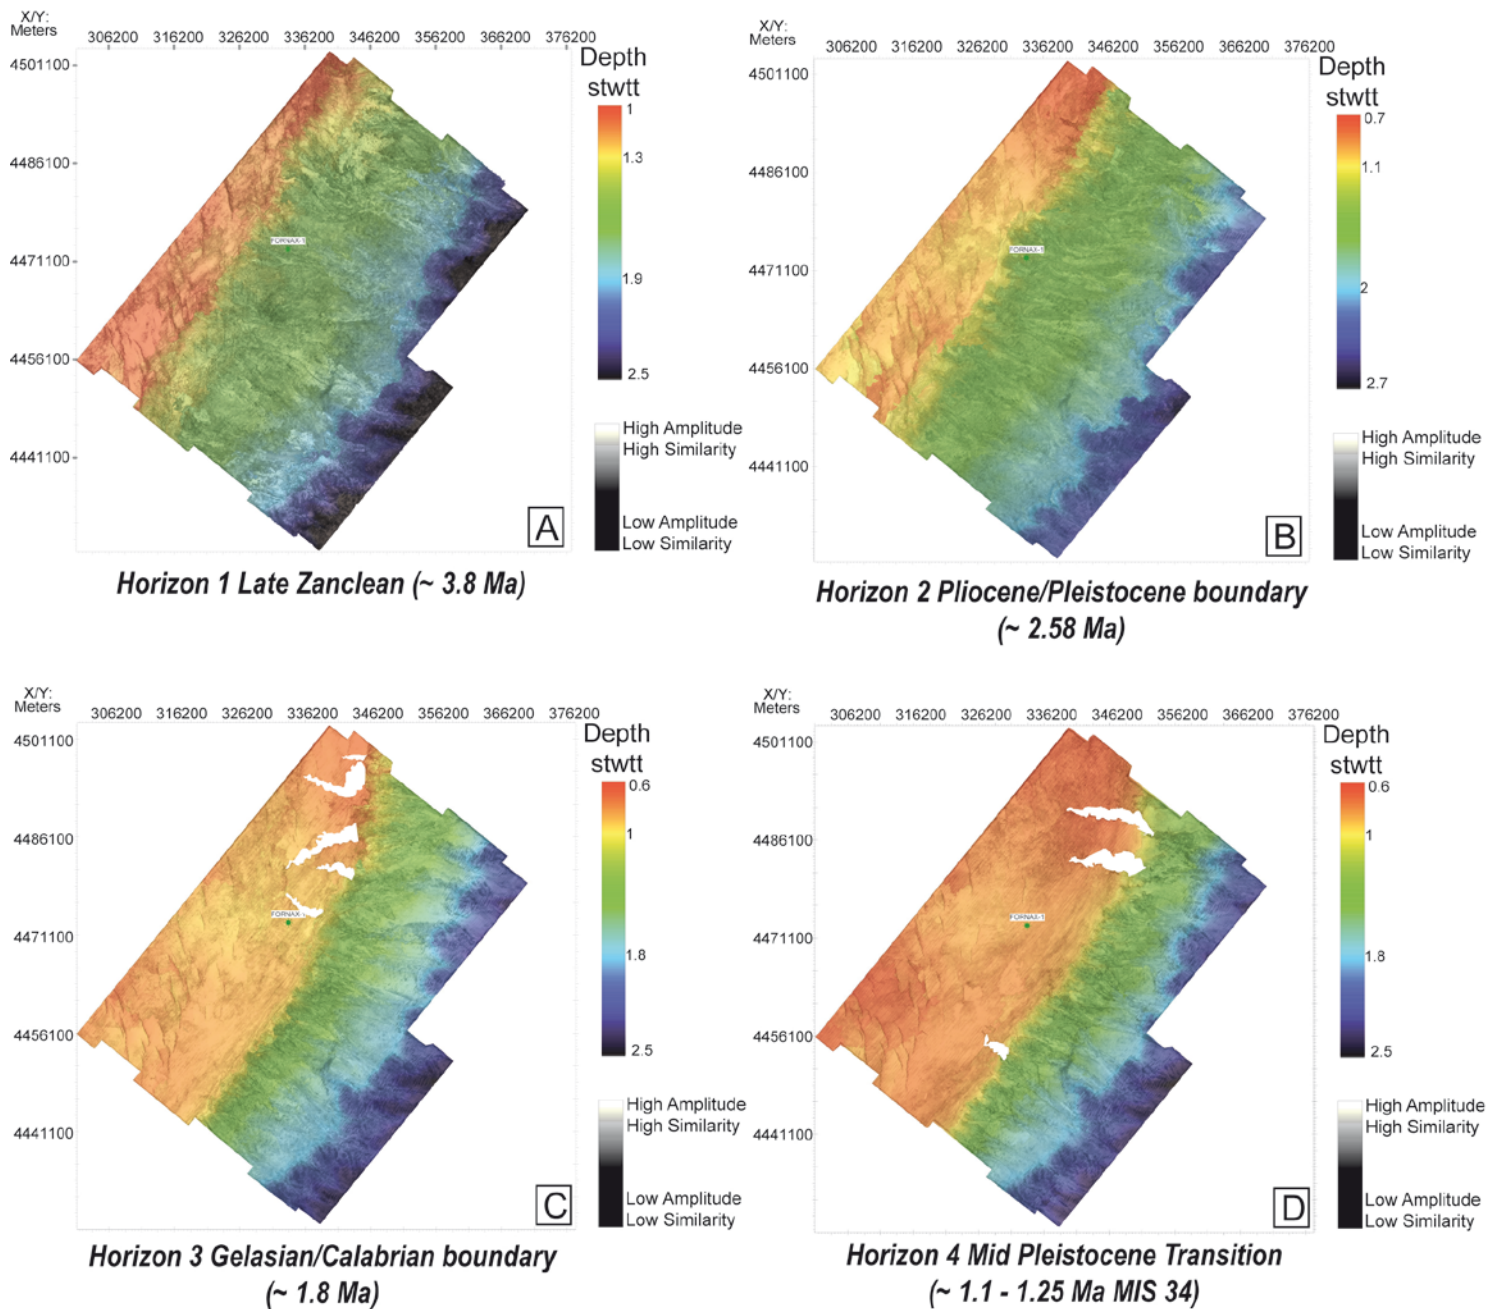 X/Y:
Meters
306200 316200 326200 336200 346200 356200 366200 376200
4501100
4486100
4471100
4456100
4441100
FORNAX-1
Depth
stwtt
1
1.3
1.9
2.5
High Amplitude
High Similarity
Low Amplitude
Low Similarity
A
Horizon 1 Late Zanclean (~ 3.8 Ma)
X/Y:
Meters
306200 316200 326200 336200 346200 356200 366200 376200
4501100
4486100
4471100
4456100
4441100
FORNAX-1
Depth
stwtt
0.7
1.1
2
2.7
High Amplitude
High Similarity
Low Amplitude
Low Similarity
B
Horizon 2 Pliocene/Pleistocene boundary
(~ 2.58 Ma)
X/Y:
Meters
306200 316200 326200 336200 346200 356200 366200 376200
4501100
4486100
4471100
4456100
4441100
FORNAX-1
Depth
stwtt
0.6
1
1.8
2.5
High Amplitude
High Similarity
Low Amplitude
Low Similarity
C
Horizon 3 Gelasian/Calabrian boundary
(~ 1.8 Ma)
X/Y:
Meters
306200 316200 326200 336200 346200 356200 366200 376200
4501100
4486100
4471100
4456100
4441100
FORNAX-1
Depth
stwtt
0.6
1
1.8
2.5
High Amplitude
High Similarity
Low Amplitude
Low Similarity
D
Horizon 4 Mid Pleistocene Transition
(~ 1.1 - 1.25 Ma MIS 34)